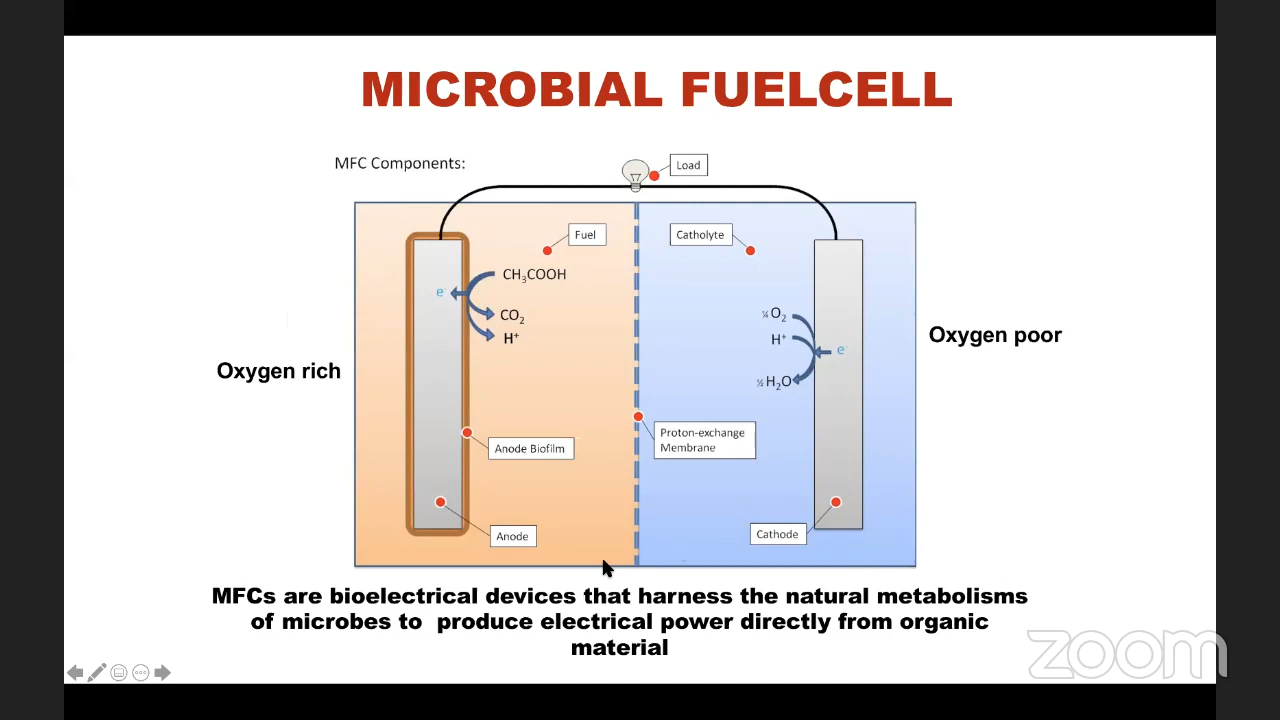 MICROBIAL FUELCELL
MFC Components:
Load
Fuel
Catholyte
CH₃COOH
e⁻
CO₂
H⁺
¼ O₂
H⁺
e⁻
½ H₂O
Oxygen rich
Oxygen poor
Anode Biofilm
Proton-exchange
Membrane
Anode
Cathode
MFCs are bioelectrical devices that harness the natural metabolisms
of microbes to produce electrical power directly from organic
material
zoom